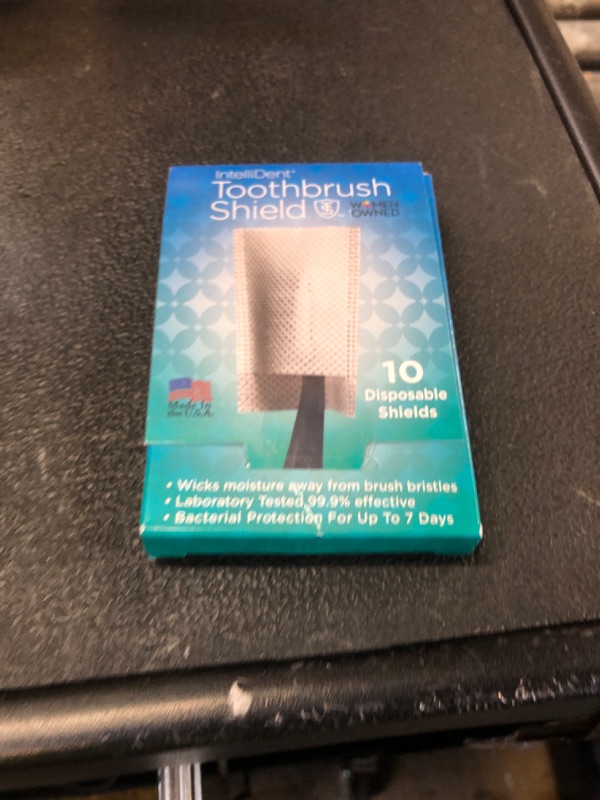 IntelliDent™
Toothbrush
Shield
WOMEN
OWNED
10
Disposable
Shields
Made In
the U.S.A.
• Wicks moisture away from brush bristles
• Laboratory Tested 99.9% effective
• Bacterial Protection For Up To 7 Days